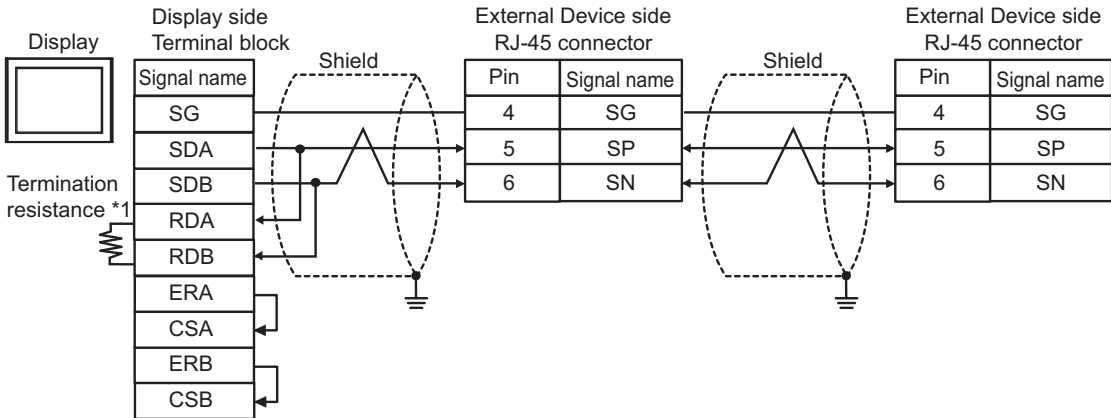 Display side
Terminal block
External Device side
RJ-45 connector
External Device side
RJ-45 connector
Display
Shield
Shield
Signal name
Pin
Signal name
Pin
Signal name
SG
4
SG
4
SG
SDA
5
SP
5
SP
SDB
6
SN
6
SN
Termination
resistance *1
RDA
RDB
ERA
CSA
ERB
CSB